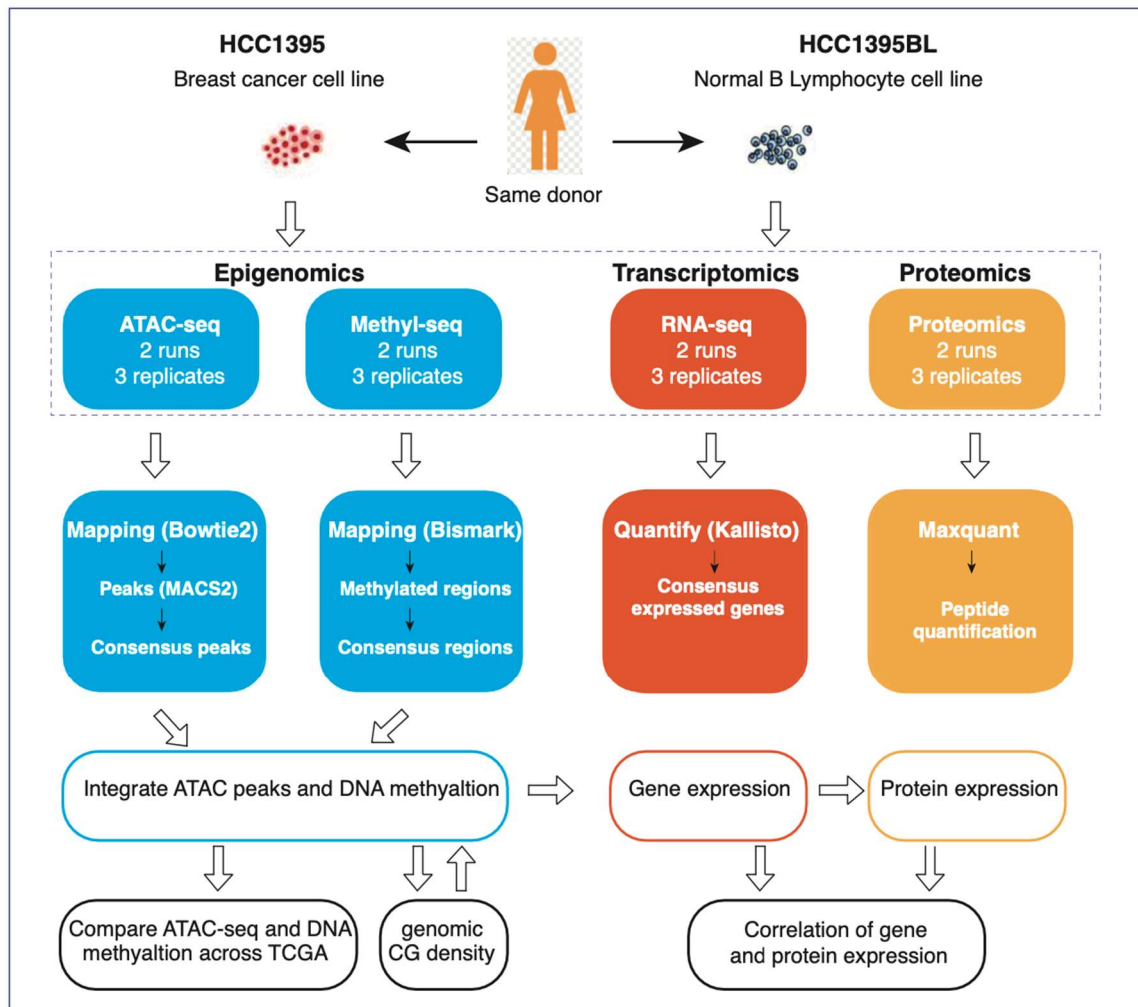 HCC1395
Breast cancer cell line
HCC1395BL
Normal B Lymphocyte cell line
Same donor
Epigenomics
Transcriptomics
Proteomics
ATAC-seq
2 runs
3 replicates
Methyl-seq
2 runs
3 replicates
RNA-seq
2 runs
3 replicates
Proteomics
2 runs
3 replicates
Mapping (Bowtie2)
Peaks (MACS2)
Consensus peaks
Mapping (Bismark)
Methylated regions
Consensus regions
Quantify (Kallisto)
Consensus
expressed genes
Maxquant
Peptide
quantification
Integrate ATAC peaks and DNA methyaltion
Gene expression
Protein expression
Compare ATAC-seq and DNA
methyaltion across TCGA
genomic
CG density
Correlation of gene
and protein expression